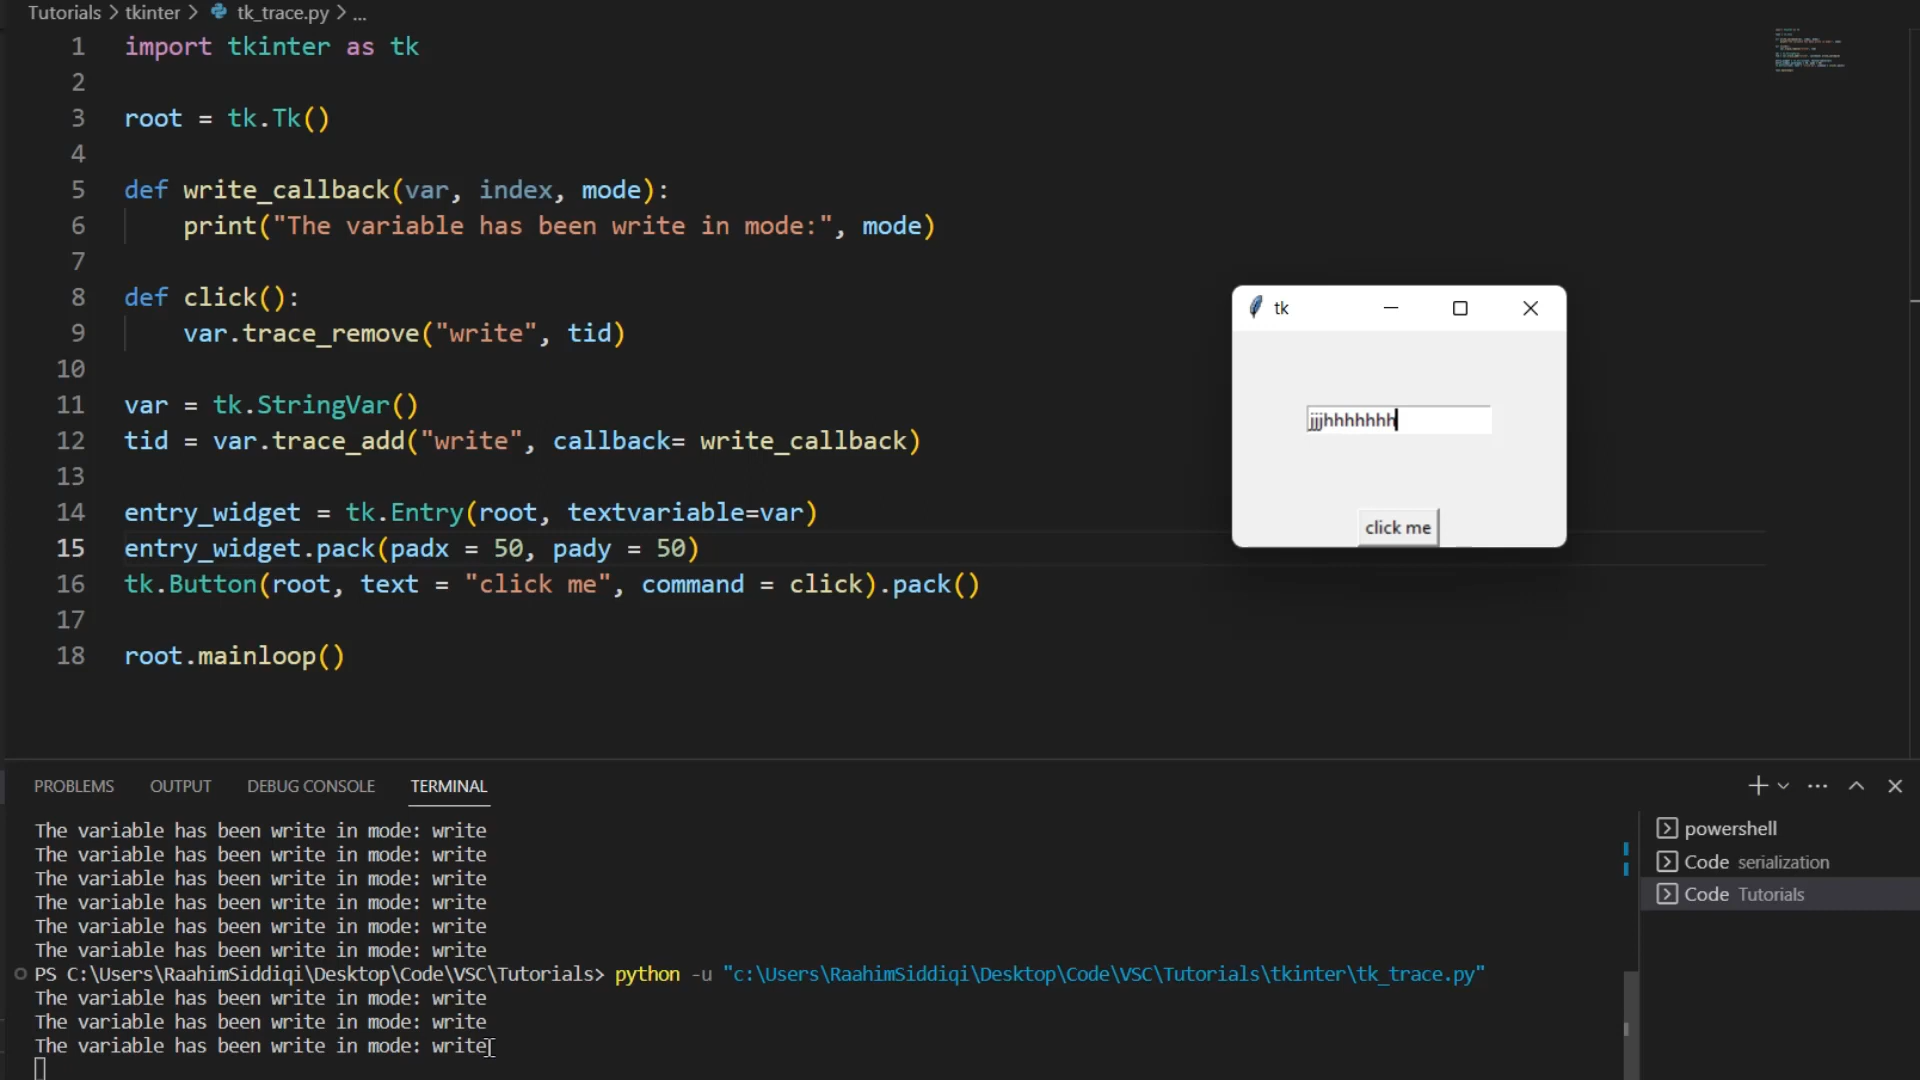 Tutorials > tkinter > tk_trace.py > ...
1 import tkinter as tk
2
3 root = tk.Tk()
4
5 def write_callback(var, index, mode):
6 print("The variable has been write in mode:", mode)
7
8 def click():
9 var.trace_remove("write", tid)
10
11 var = tk.StringVar()
12 tid = var.trace_add("write", callback= write_callback)
13
14 entry_widget = tk.Entry(root, textvariable=var)
15 entry_widget.pack(padx = 50, pady = 50)
16 tk.Button(root, text = "click me", command = click).pack()
17
18 root.mainloop()
tk
jjjhhhhhhh
click me
PROBLEMS OUTPUT DEBUG CONSOLE TERMINAL
The variable has been write in mode: write
The variable has been write in mode: write
The variable has been write in mode: write
The variable has been write in mode: write
The variable has been write in mode: write
The variable has been write in mode: write
PS C:\Users\RaahimSiddiqi\Desktop\Code\VSC\Tutorials> python -u "c:\Users\RaahimSiddiqi\Desktop\Code\VSC\Tutorials\tkinter\tk_trace.py"
The variable has been write in mode: write
The variable has been write in mode: write
The variable has been write in mode: write
powershell
Code serialization
Code Tutorials